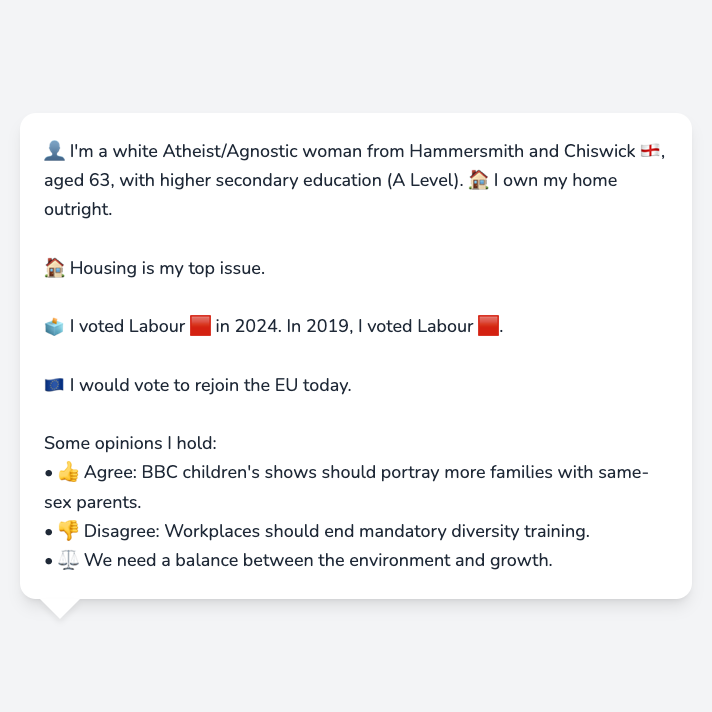 👤 I'm a white Atheist/Agnostic woman from Hammersmith and Chiswick 🏴󠁧󠁢󠁥󠁮󠁧󠁿,
aged 63, with higher secondary education (A Level). 🏠 I own my home
outright.
🏠 Housing is my top issue.
🗳️ I voted Labour 🟥 in 2024. In 2019, I voted Labour 🟥.
🇪🇺 I would vote to rejoin the EU today.
Some opinions I hold:
• 👍 Agree: BBC children's shows should portray more families with same-
sex parents.
• 👎 Disagree: Workplaces should end mandatory diversity training.
• ⚖️ We need a balance between the environment and growth.